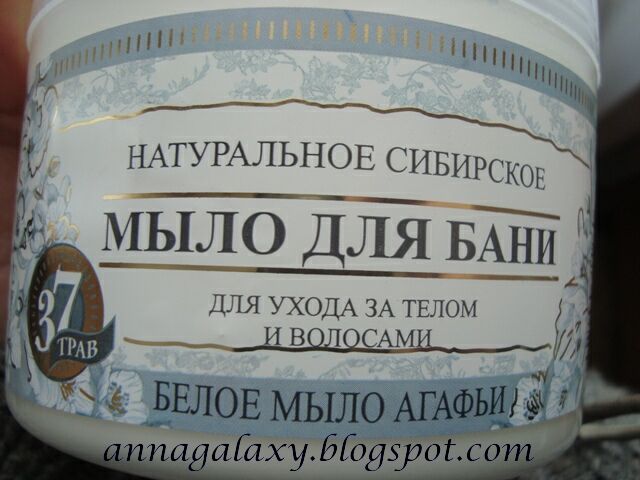 НАТУРАЛЬНОЕ СИБИРСКОЕ
МЫЛО ДЛЯ БАНИ
ДЛЯ УХОДА ЗА ТЕЛОМ
И ВОЛОСАМИ
37
ТРАВ
БЕЛОЕ МЫЛО АГАФЬИ
annagalaxy.blogspot.com